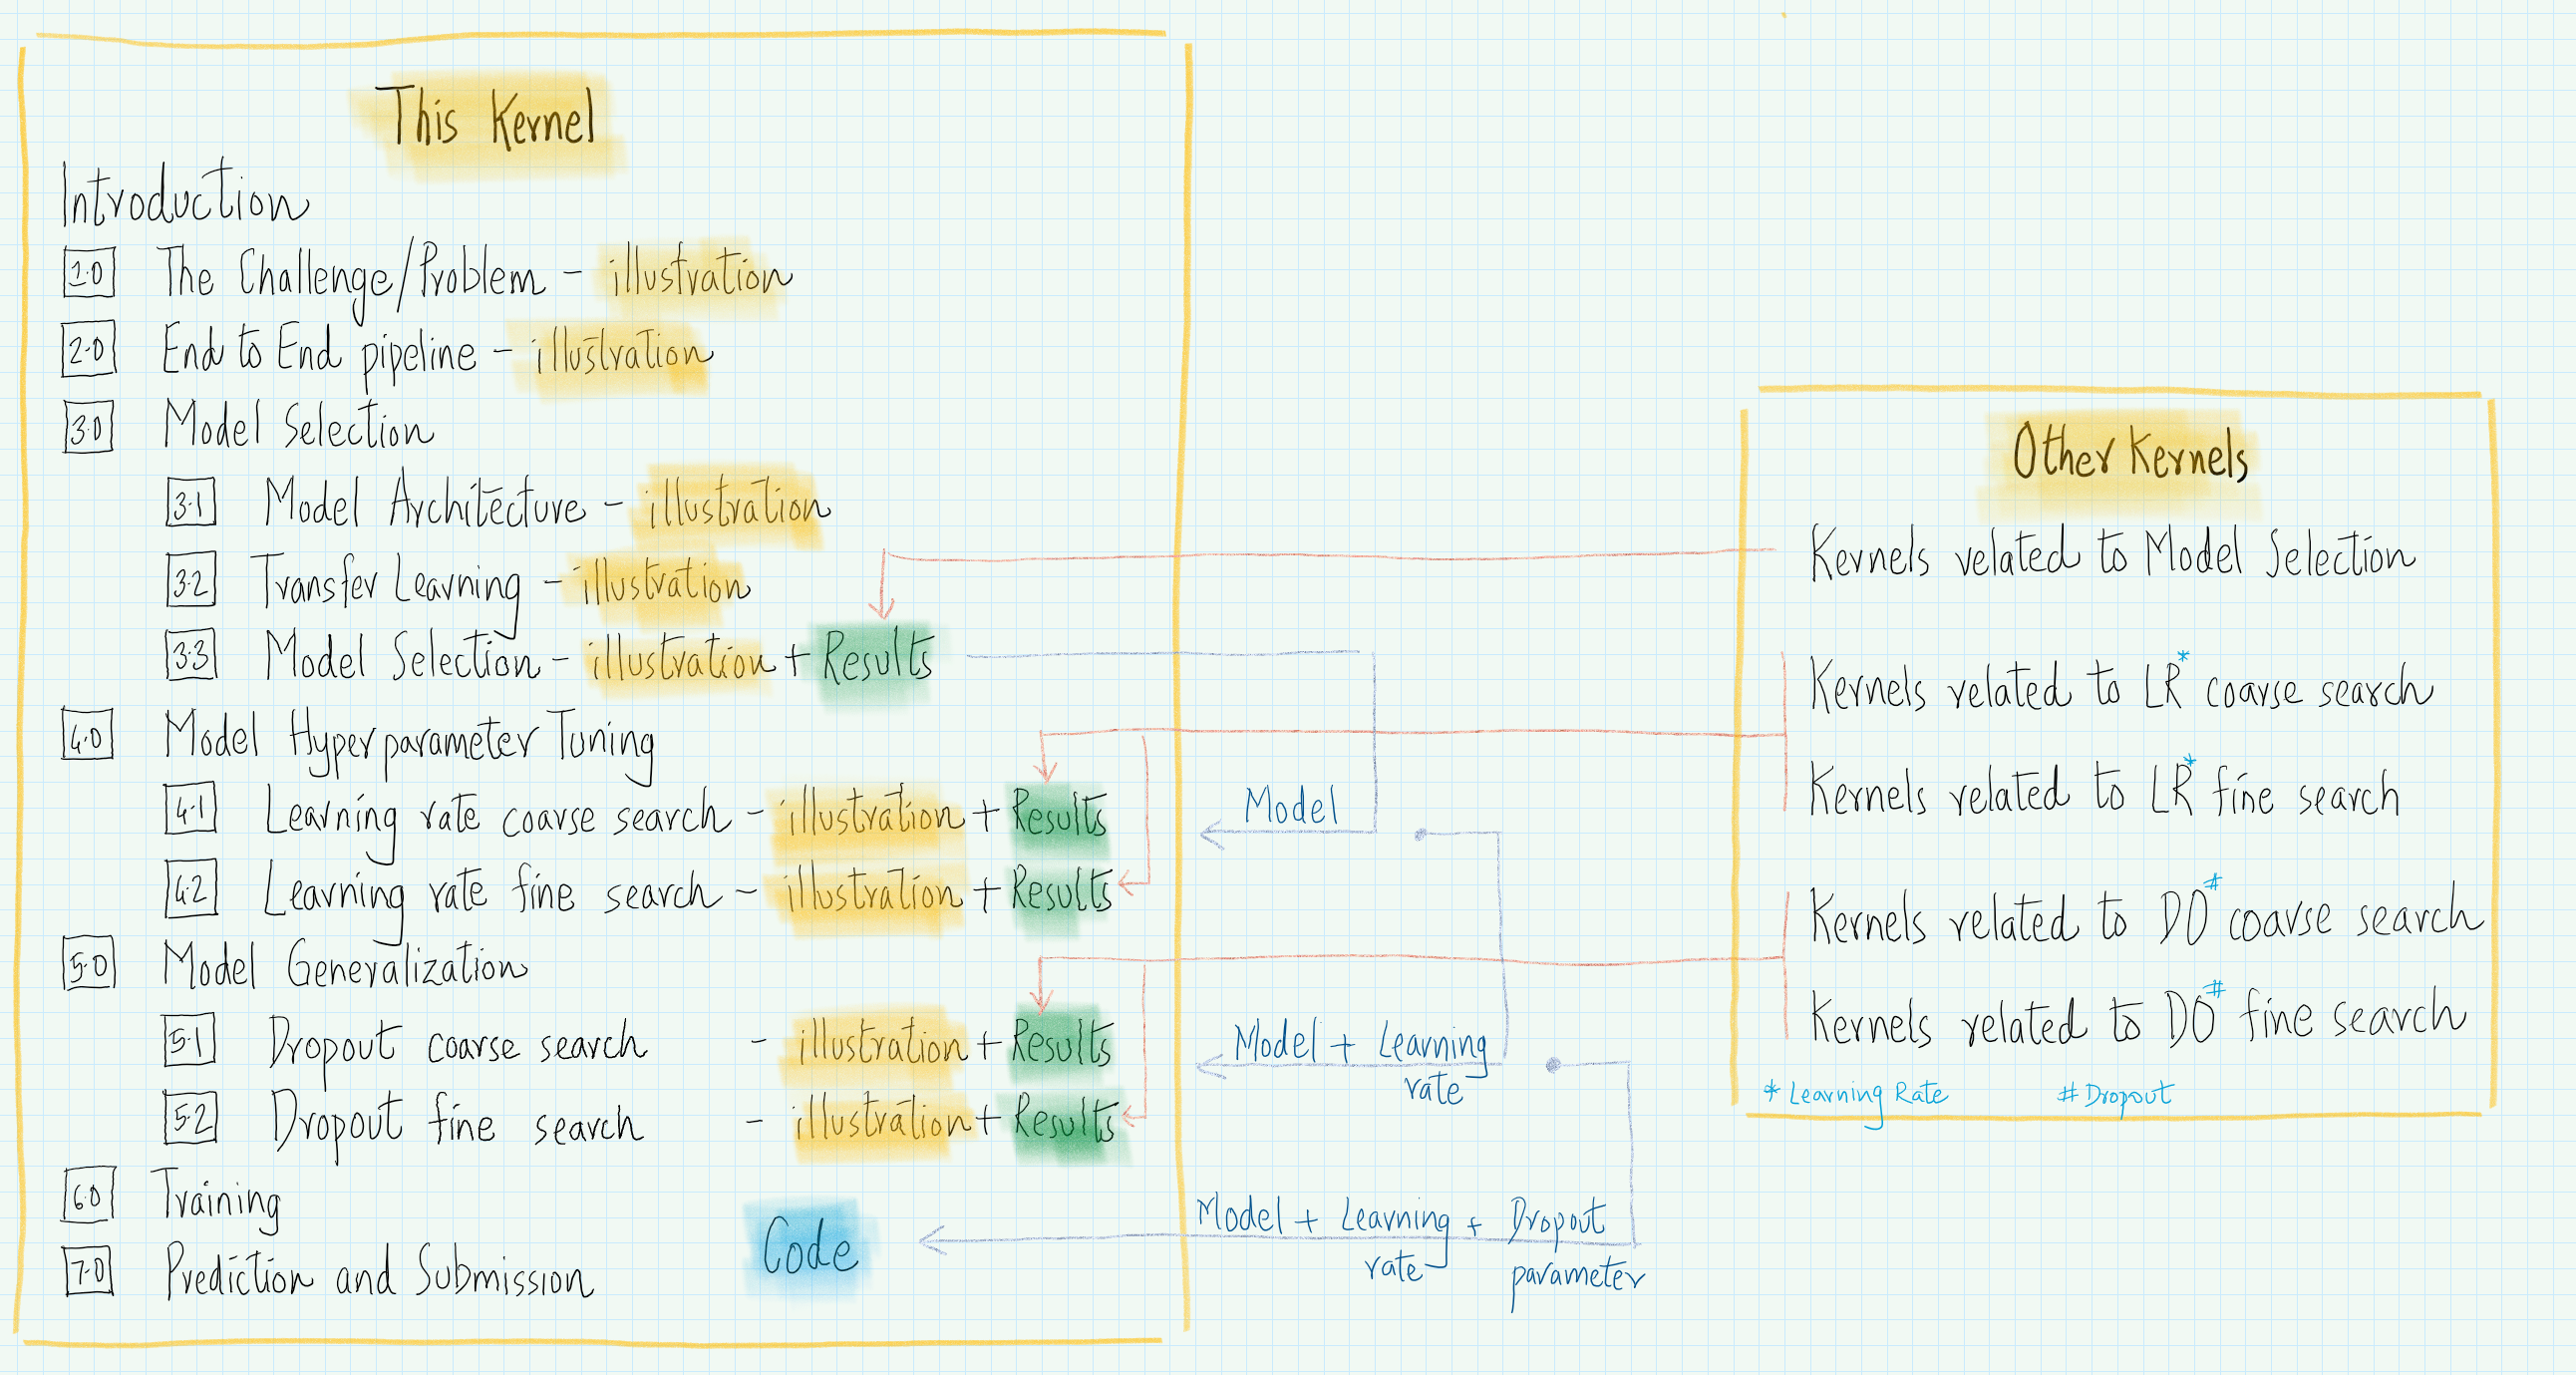 This Kernel
Introduction
1.0 The Challenge/Problem - illustration
2.0 End to End pipeline - illustration
3.0 Model Selection
3.1 Model Architecture - illustration
3.2 Transfer Learning - illustration
3.3 Model Selection - illustration + Results
4.0 Model Hyperparameter Tuning
4.1 Learning rate coarse search - illustration + Results
4.2 Learning rate fine search - illustration + Results
5.0 Model Generalization
5.1 Dropout coarse search - illustration + Results
5.2 Dropout fine search - illustration + Results
6.0 Training
Code
7.0 Prediction and Submission
Model
Model + Learning
rate
Model + Learning + Dropout
rate parameter
Other Kernels
Kernels related to Model Selection
Kernels related to LR* coarse search
Kernels related to LR* fine search
Kernels related to DO# coarse search
Kernels related to DO# fine search
* Learning Rate # Dropout